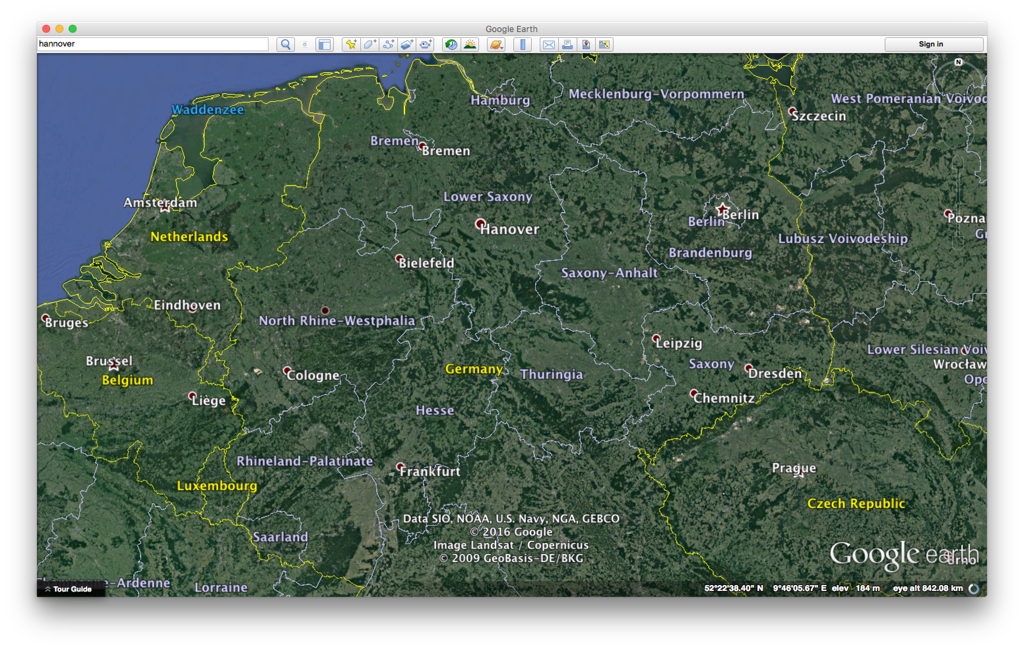 Google Earth
hannover
Sign in
N
Waddenzee
Hamburg
Mecklenburg-Vorpommern
West Pomeranian
Szczecin
Bremen
Bremen
Amsterdam
Lower Saxony
Berlin
Berlin
Netherlands
Hanover
Lubusz Voivodeship
Brandenburg
Bielefeld
Saxony-Anhalt
Eindhoven
North Rhine-Westphalia
Bruges
Leipzig
Lower Silesian
Brussel
Belgium
Cologne
Germany
Thuringia
Saxony
Dresden
Liège
Hesse
Chemnitz
Rhineland-Palatinate
Frankfurt
Prague
Luxembourg
Czech Republic
Data SIO, NOAA, U.S. Navy, NGA, GEBCO
© 2016 Google
Image Landsat / Copernicus
© 2009 GeoBasis-DE/BKG
Saarland
Google earth
Brno
-Ardenne
Lorraine
Tour Guide
52°22'38.40" N 9°46'05.67" E elev 184 m eye alt 842.08 km